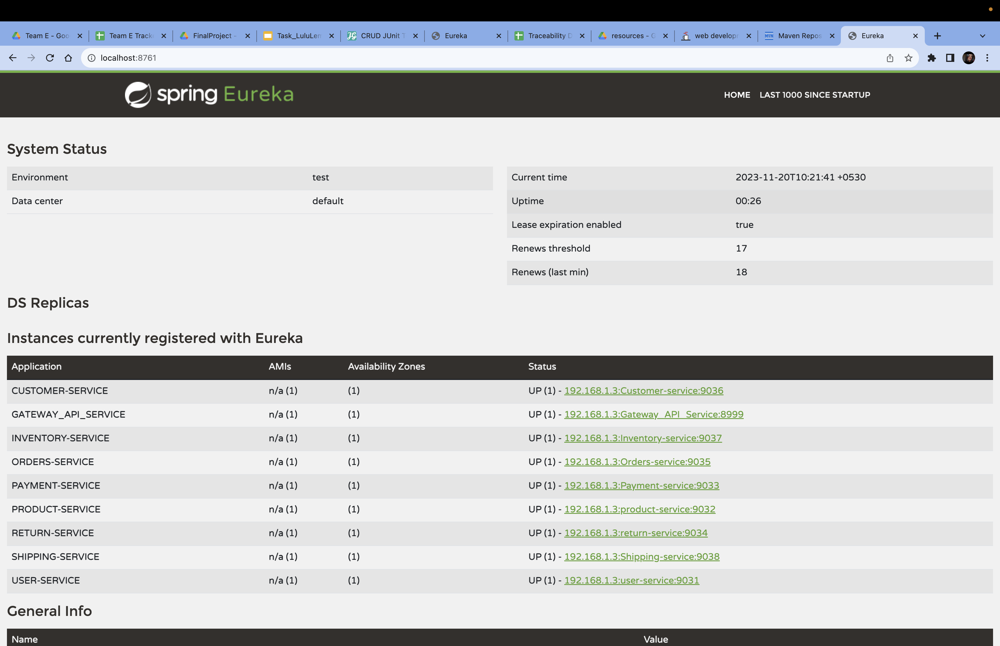 Team E - Goo
Team E Track
FinalProject -
Task_LuluLem
CRUD JUnit T
Eureka
Traceability D
resources - G
web developr
Maven Repos
Eureka
localhost:8761
spring Eureka
HOME LAST 1000 SINCE STARTUP
System Status
Environment test
Data center default
Current time 2023-11-20T10:21:41 +0530
Uptime 00:26
Lease expiration enabled true
Renews threshold 17
Renews (last min) 18
DS Replicas
Instances currently registered with Eureka
Application AMIs Availability Zones Status
CUSTOMER-SERVICE n/a (1) (1) UP (1) - 192.168.1.3:Customer-service:9036
GATEWAY_API_SERVICE n/a (1) (1) UP (1) - 192.168.1.3:Gateway_API_Service:8999
INVENTORY-SERVICE n/a (1) (1) UP (1) - 192.168.1.3:Inventory-service:9037
ORDERS-SERVICE n/a (1) (1) UP (1) - 192.168.1.3:Orders-service:9035
PAYMENT-SERVICE n/a (1) (1) UP (1) - 192.168.1.3:Payment-service:9033
PRODUCT-SERVICE n/a (1) (1) UP (1) - 192.168.1.3:product-service:9032
RETURN-SERVICE n/a (1) (1) UP (1) - 192.168.1.3:return-service:9034
SHIPPING-SERVICE n/a (1) (1) UP (1) - 192.168.1.3:Shipping-service:9038
USER-SERVICE n/a (1) (1) UP (1) - 192.168.1.3:user-service:9031
General Info
Name Value